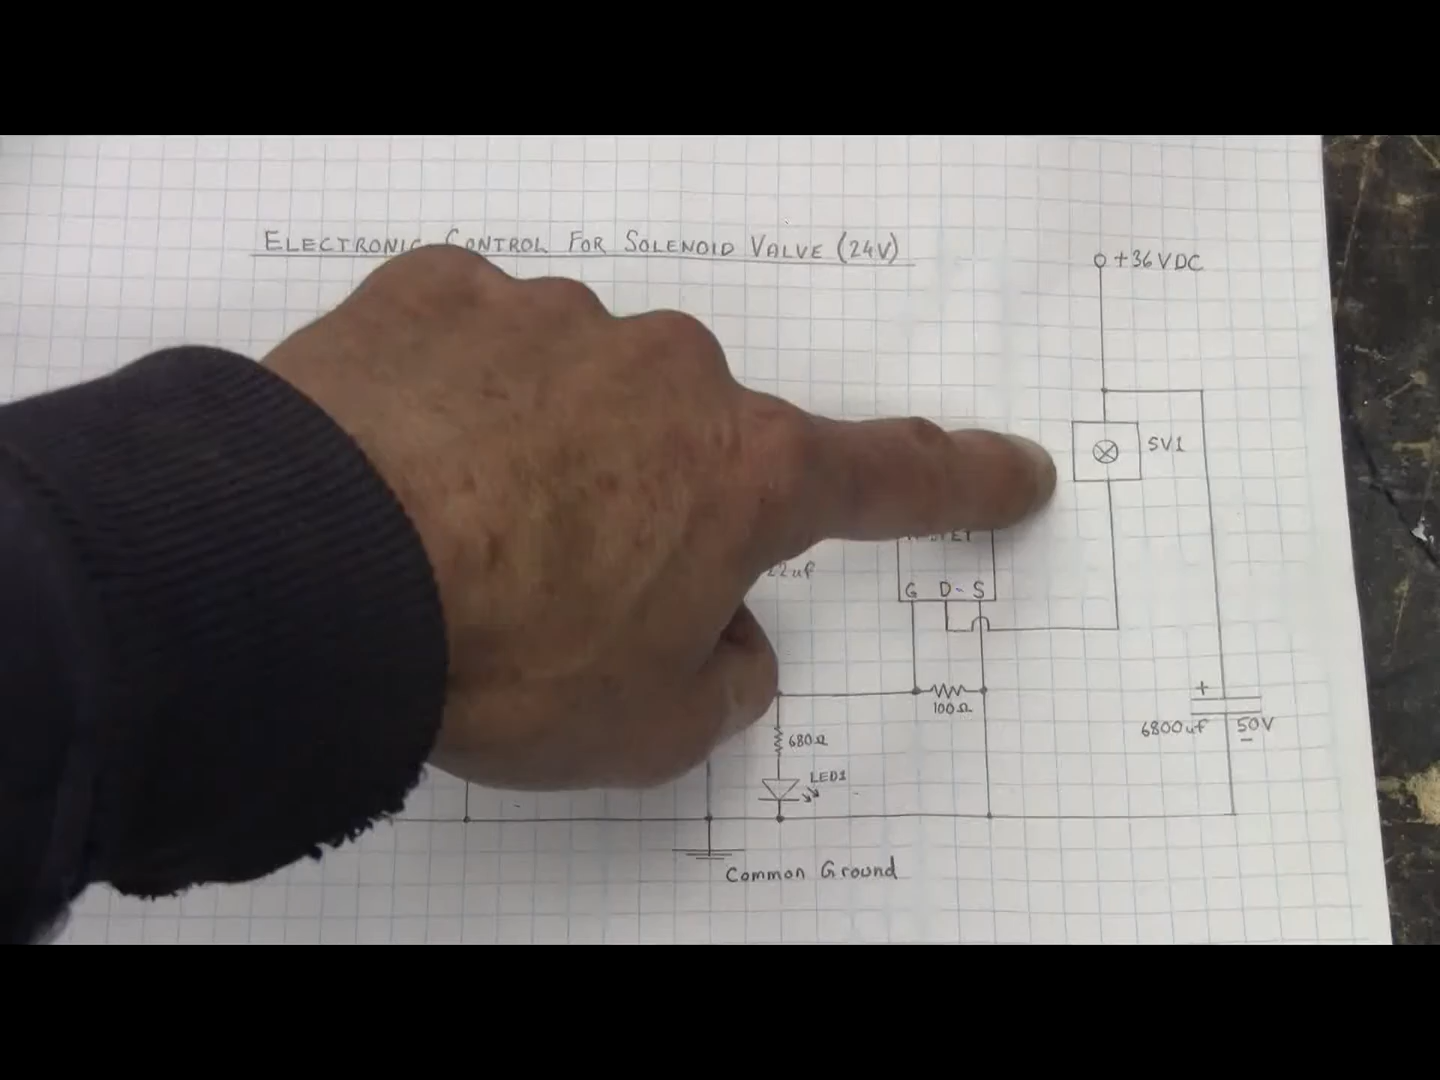 ELECTRONIC CONTROL FOR SOLENOID VALVE (24V)
+36VDC
SV1
22uf
G D-S
100Ω
+
6800uf 50V
680Ω
LED1
Common Ground